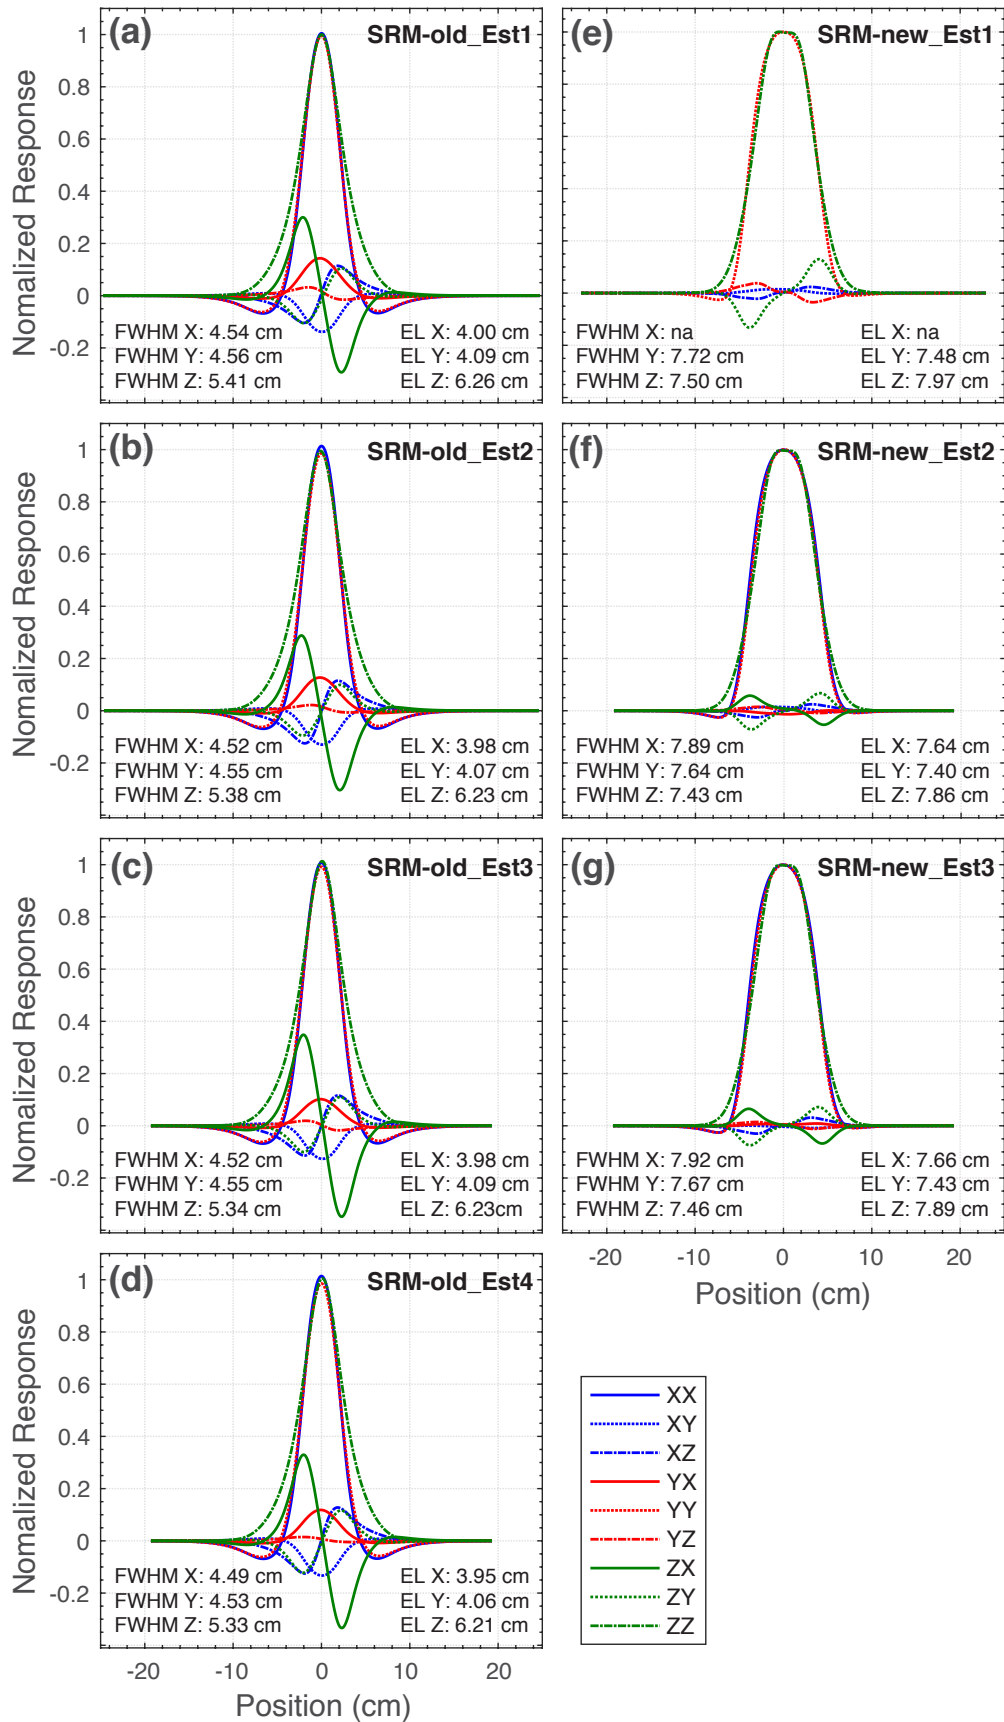 (a) SRM-old_Est1
Normalized Response
1
0.8
0.6
0.4
0.2
0
-0.2
FWHM X: 4.54 cm EL X: 4.00 cm
FWHM Y: 4.56 cm EL Y: 4.09 cm
FWHM Z: 5.41 cm EL Z: 6.26 cm
(e) SRM-new_Est1
FWHM X: na EL X: na
FWHM Y: 7.72 cm EL Y: 7.48 cm
FWHM Z: 7.50 cm EL Z: 7.97 cm
(b) SRM-old_Est2
Normalized Response
1
0.8
0.6
0.4
0.2
0
-0.2
FWHM X: 4.52 cm EL X: 3.98 cm
FWHM Y: 4.55 cm EL Y: 4.07 cm
FWHM Z: 5.38 cm EL Z: 6.23 cm
(f) SRM-new_Est2
FWHM X: 7.89 cm EL X: 7.64 cm
FWHM Y: 7.64 cm EL Y: 7.40 cm
FWHM Z: 7.43 cm EL Z: 7.86 cm
(c) SRM-old_Est3
Normalized Response
1
0.8
0.6
0.4
0.2
0
-0.2
FWHM X: 4.52 cm EL X: 3.98 cm
FWHM Y: 4.55 cm EL Y: 4.09 cm
FWHM Z: 5.34 cm EL Z: 6.23cm
(g) SRM-new_Est3
FWHM X: 7.92 cm EL X: 7.66 cm
FWHM Y: 7.67 cm EL Y: 7.43 cm
FWHM Z: 7.46 cm EL Z: 7.89 cm
-20 -10 0 10 20
Position (cm)
(d) SRM-old_Est4
Normalized Response
1
0.8
0.6
0.4
0.2
0
-0.2
FWHM X: 4.49 cm EL X: 3.95 cm
FWHM Y: 4.53 cm EL Y: 4.06 cm
FWHM Z: 5.33 cm EL Z: 6.21 cm
-20 -10 0 10 20
Position (cm)
XX
XY
XZ
YX
YY
YZ
ZX
ZY
ZZ